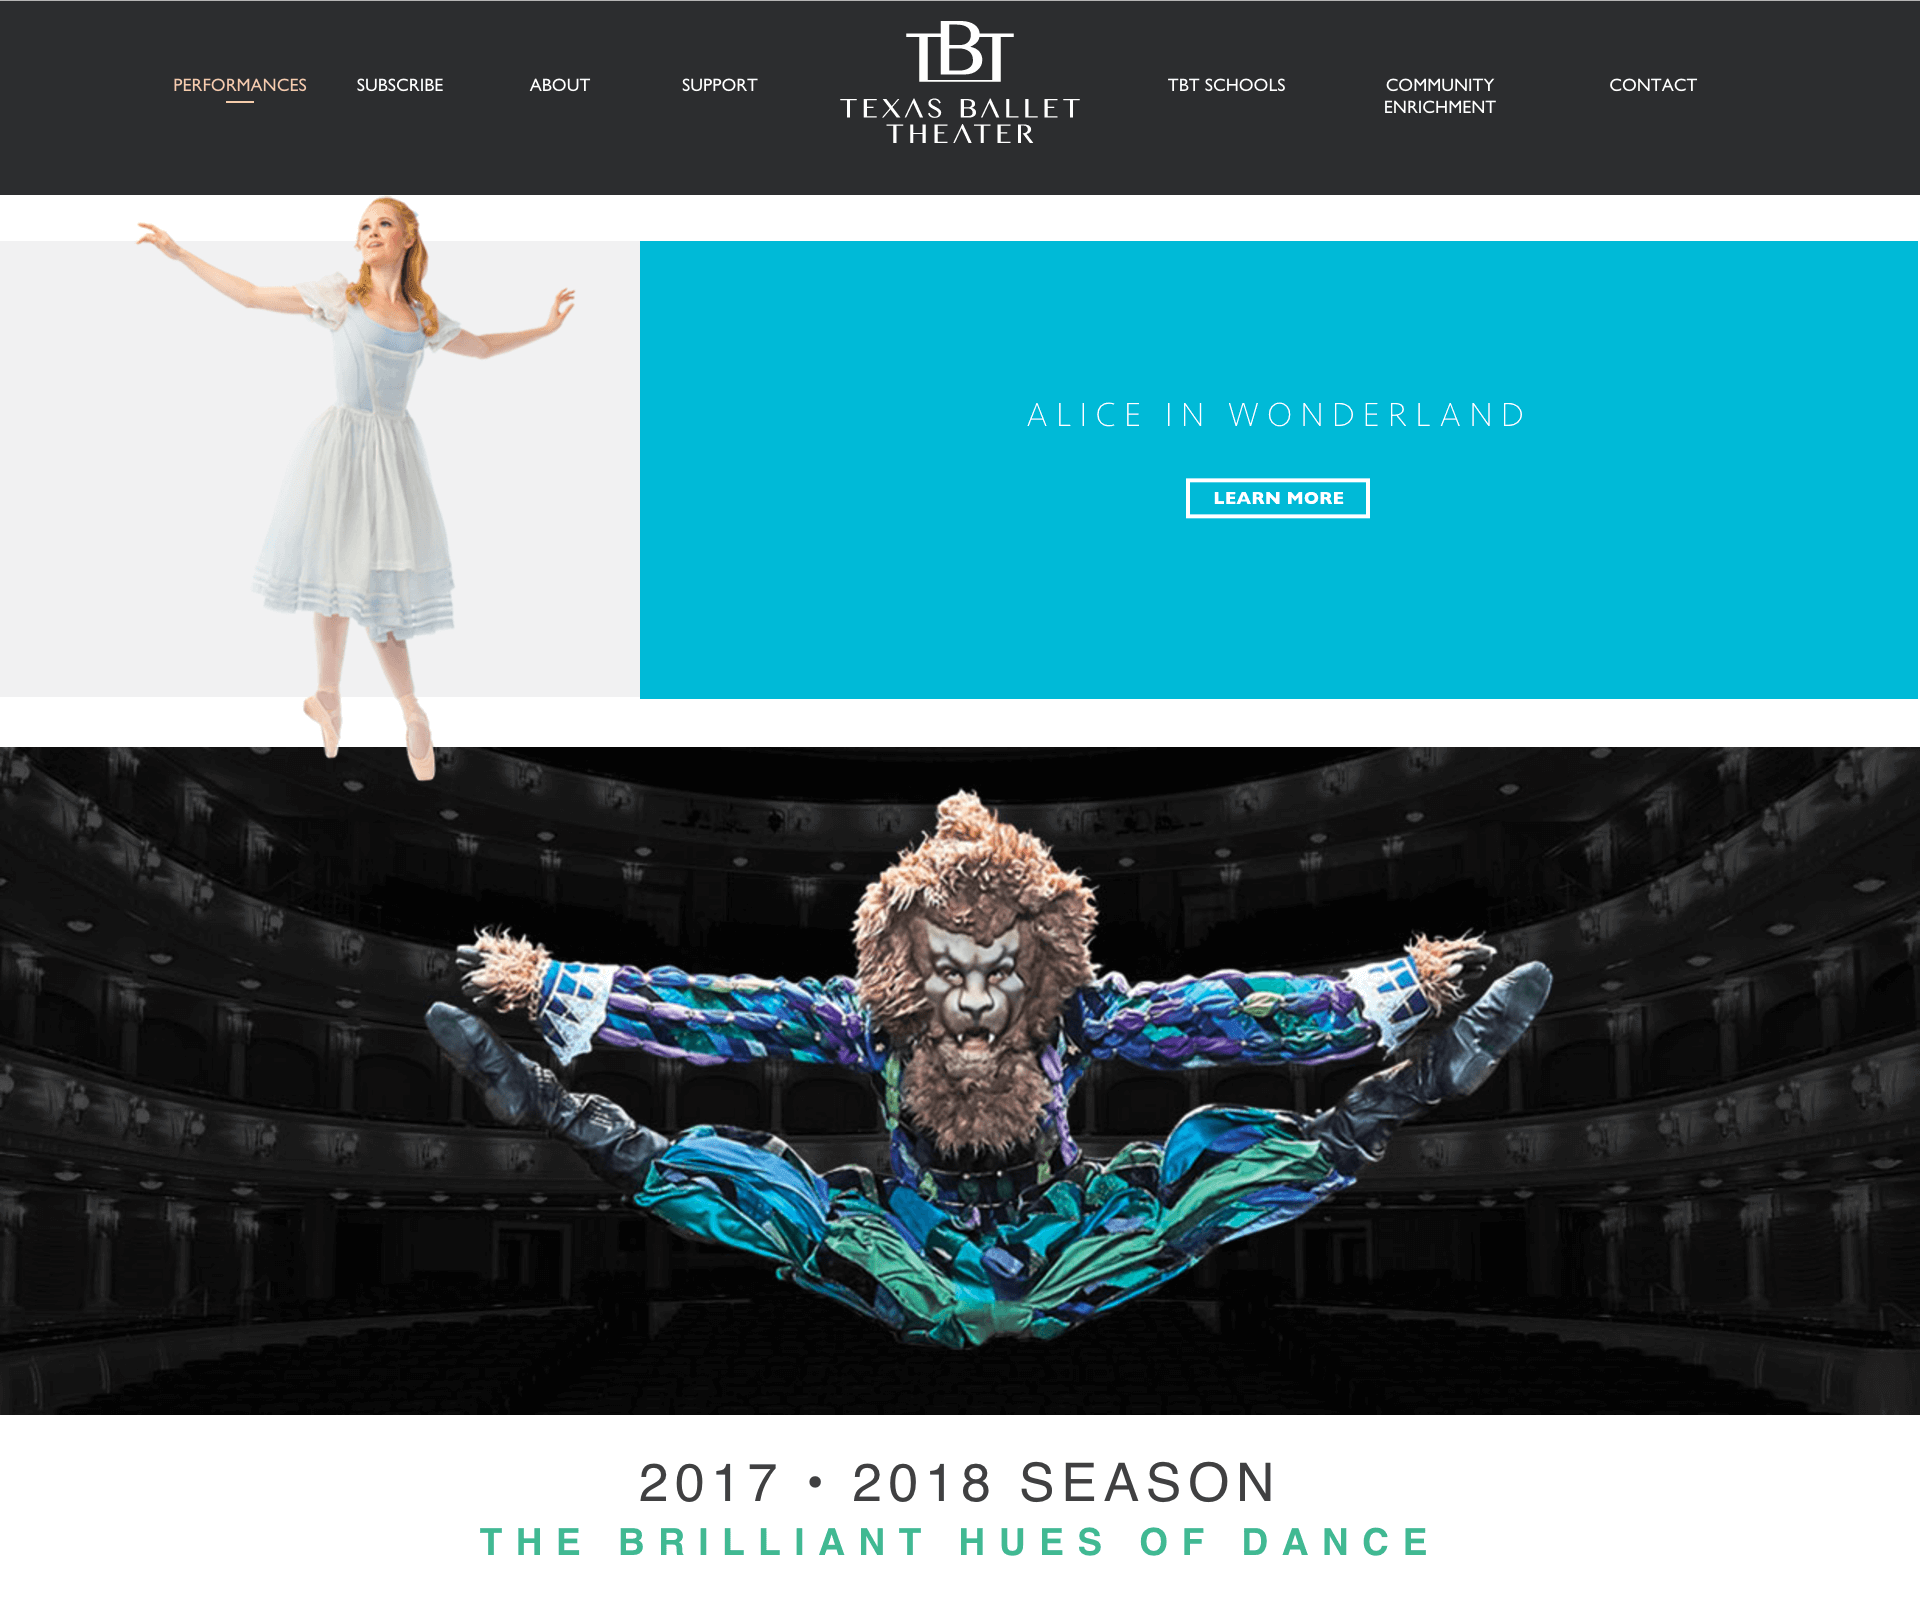 PERFORMANCES
SUBSCRIBE
ABOUT
SUPPORT
TBT
TEXAS BALLET
THEATER
TBT SCHOOLS
COMMUNITY
ENRICHMENT
CONTACT
ALICE IN WONDERLAND
LEARN MORE
2017 • 2018 SEASON
THE BRILLIANT HUES OF DANCE